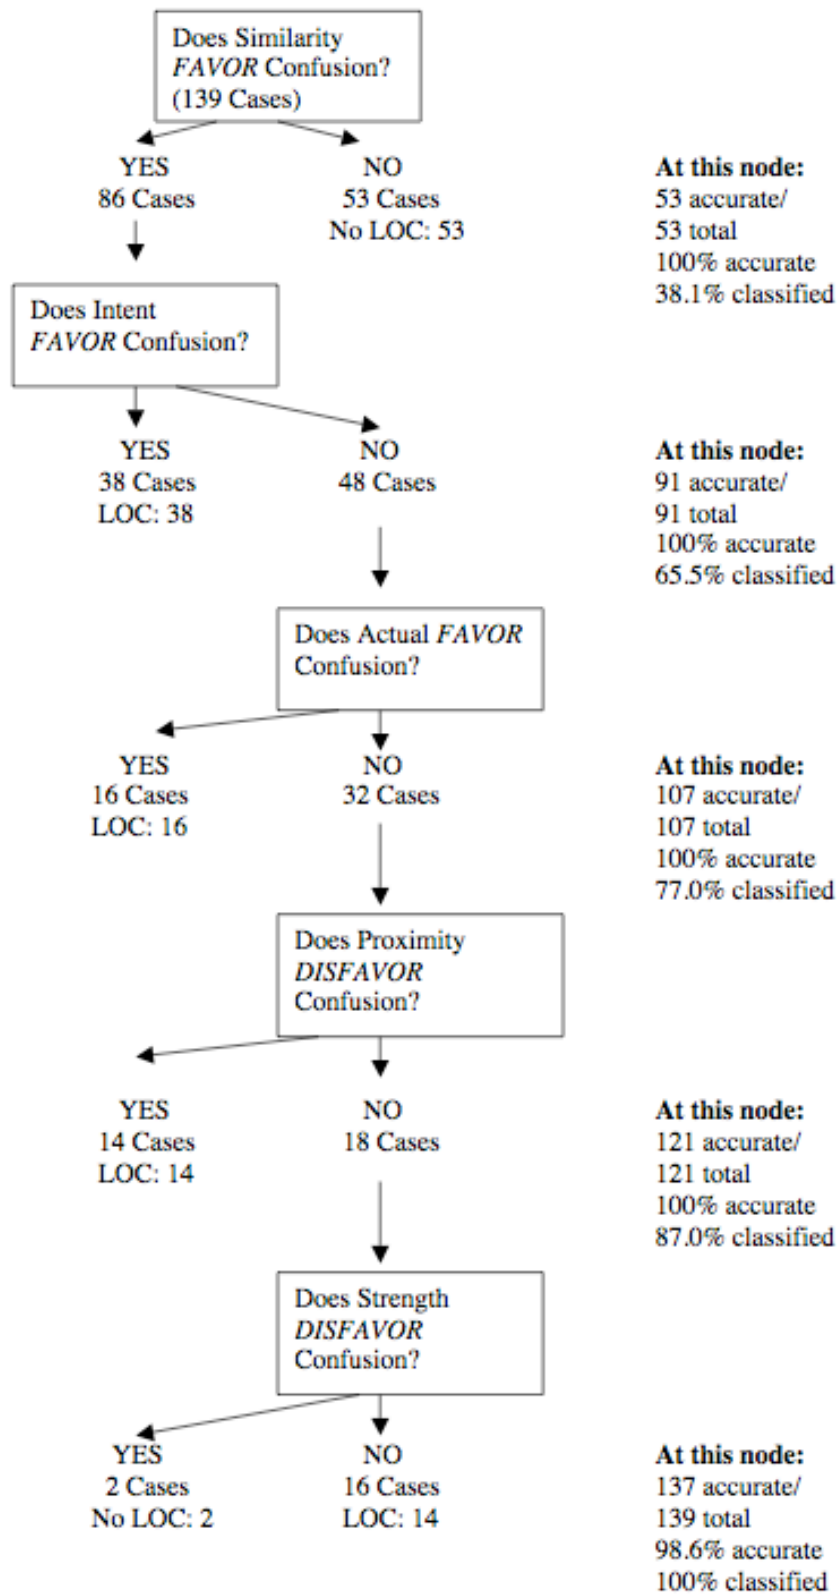 Does Similarity
FAVOR Confusion?
(139 Cases)
YES
86 Cases
NO
53 Cases
No LOC: 53
At this node:
53 accurate/
53 total
100% accurate
38.1% classified
Does Intent
FAVOR Confusion?
YES
38 Cases
LOC: 38
NO
48 Cases
At this node:
91 accurate/
91 total
100% accurate
65.5% classified
Does Actual FAVOR
Confusion?
YES
16 Cases
LOC: 16
NO
32 Cases
At this node:
107 accurate/
107 total
100% accurate
77.0% classified
Does Proximity
DISFAVOR
Confusion?
YES
14 Cases
LOC: 14
NO
18 Cases
At this node:
121 accurate/
121 total
100% accurate
87.0% classified
Does Strength
DISFAVOR
Confusion?
YES
2 Cases
No LOC: 2
NO
16 Cases
LOC: 14
At this node:
137 accurate/
139 total
98.6% accurate
100% classified